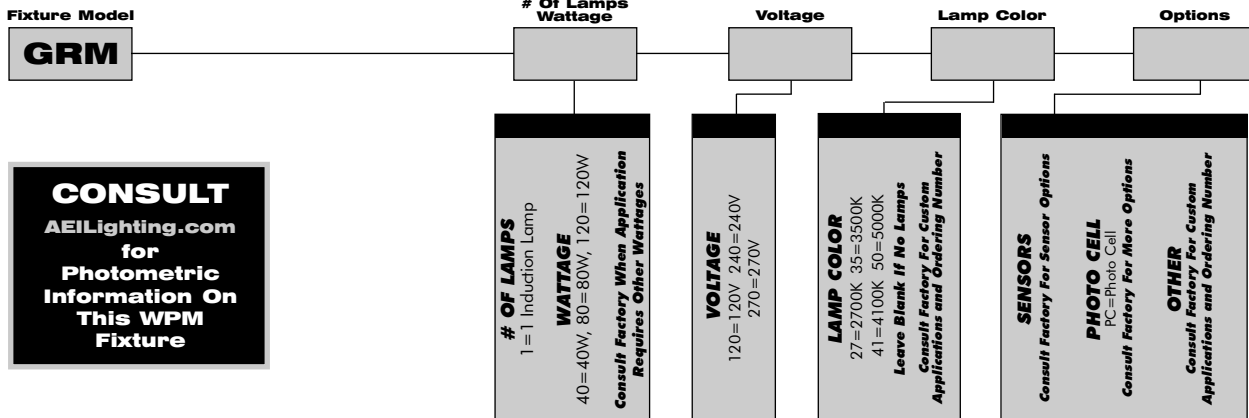 Fixture Model
# Of Lamps
Wattage
Voltage
Lamp Color
Options
GRM
CONSULT
AEILighting.com
for
Photometric
Information On
This WPM
Fixture
# OF LAMPS
1=1 Induction Lamp
WATTAGE
40=40W, 80=80W, 120=120W
Consult Factory When Application
Requires Other Wattages
VOLTAGE
120=120V 240=240V
270=270V
LAMP COLOR
27=2700K 35=3500K
41=4100K 50=5000K
Leave Blank If No Lamps
Consult Factory For Custom
Applications and Ordering Number
SENSORS
Consult Factory For Sensor Options
PHOTO CELL
PC=Photo Cell
Consult Factory For More Options
OTHER
Consult Factory For Custom
Applications and Ordering Number